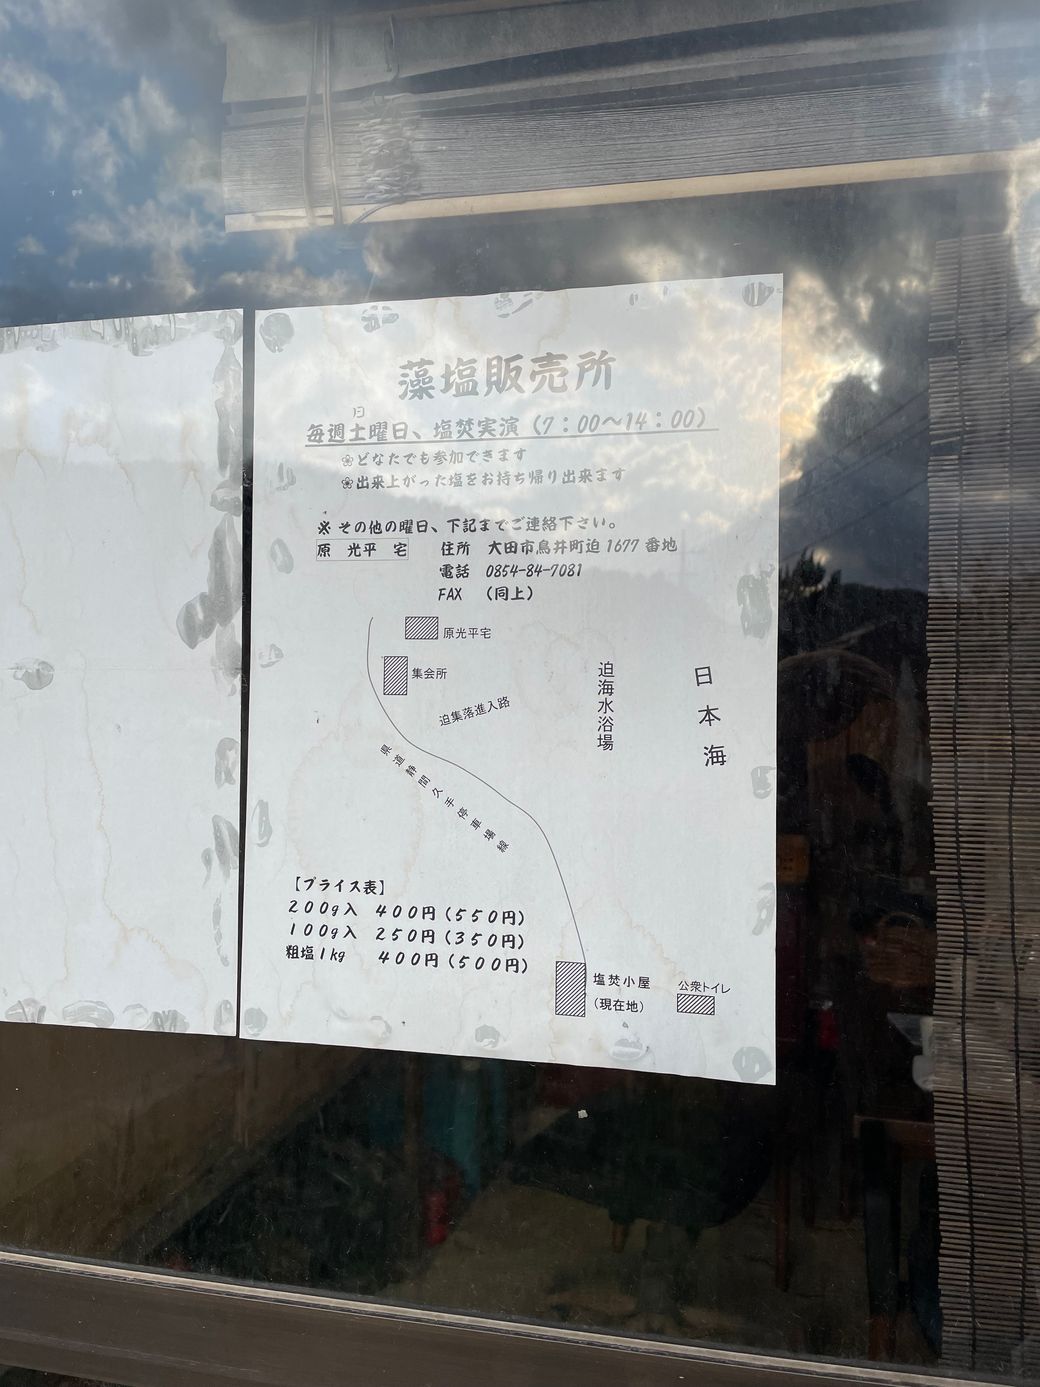 藻塩販売所
毎週土曜日、塩焚実演（7：00〜14：00）
❀どなたでも参加できます
❀出来上がった塩をお持ち帰り出来ます
※ その他の曜日、下記までご連絡下さい。
原 光平 宅 住所 大田市鳥井町迫 1677 番地
電話 0854-84-7081
FAX （同上）
原光平宅
集会所
迫集落進入路
迫海水浴場
日本海
県道静間久手停車場線
【プライス表】
200g入 400円（550円）
100g入 250円（350円）
粗塩1kg 400円（500円）
塩焚小屋
（現在地）
公衆トイレ